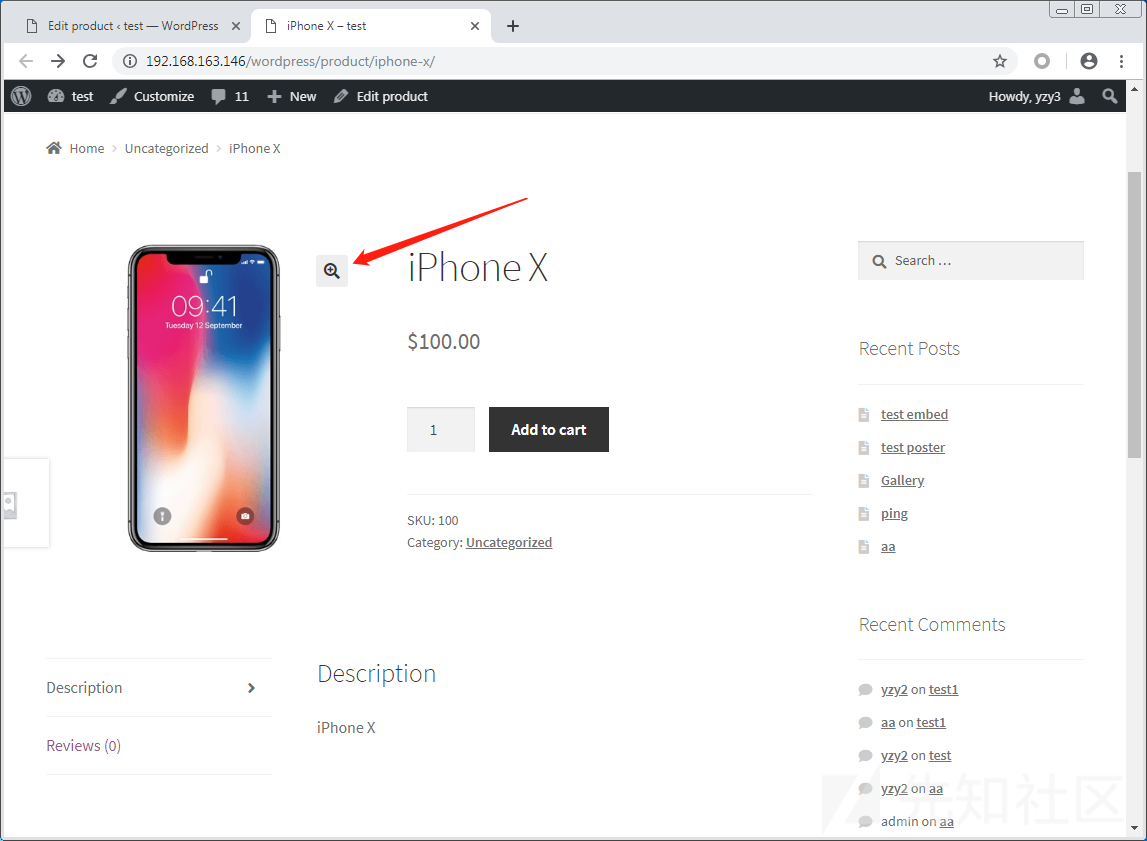 Edit product ‹ test — WordPress
iPhone X – test
192.168.163.146/wordpress/product/iphone-x/
test
Customize
11
New
Edit product
Howdy, yzy3
Home
Uncategorized
iPhone X
09:41
Tuesday 12 September
iPhone X
$100.00
1
Add to cart
SKU: 100
Category: Uncategorized
Description
Reviews (0)
Description
iPhone X
Search …
Recent Posts
test embed
test poster
Gallery
ping
aa
Recent Comments
yzy2 on test1
aa on test1
yzy2 on test
yzy2 on aa
admin on aa
先知社区